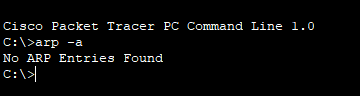 Cisco Packet Tracer PC Command Line 1.0
C:\>arp -a
No ARP Entries Found
C:\>